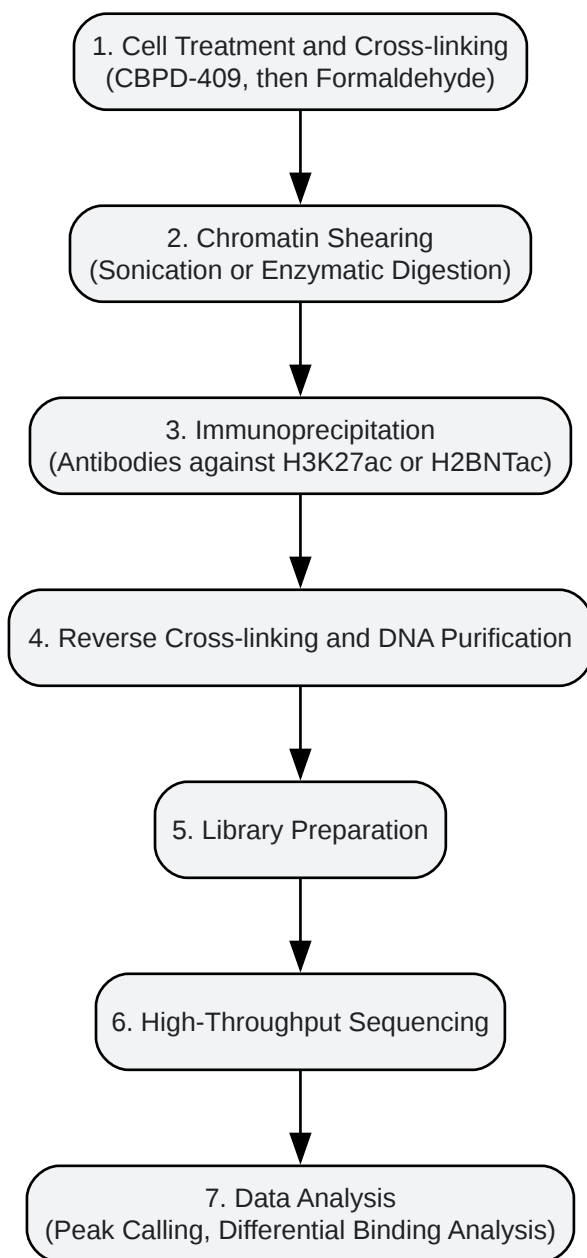 1. Cell Treatment and Cross-linking
(CBPD-409, then Formaldehyde)
2. Chromatin Shearing
(Sonication or Enzymatic Digestion)
3. Immunoprecipitation
(Antibodies against H3K27ac or H2BNTac)
4. Reverse Cross-linking and DNA Purification
5. Library Preparation
6. High-Throughput Sequencing
7. Data Analysis
(Peak Calling, Differential Binding Analysis)